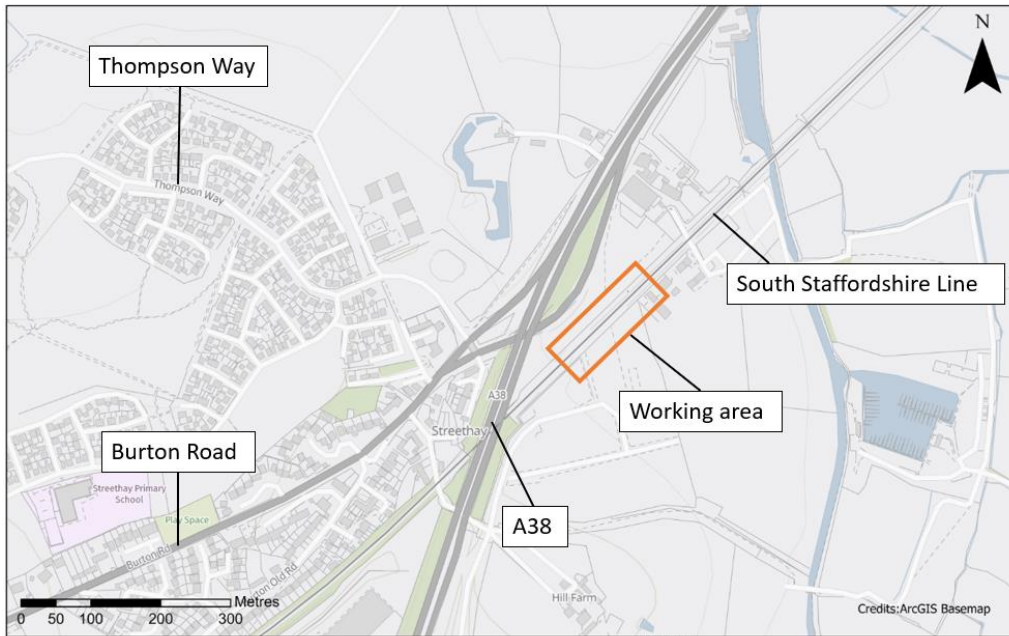 N
Thompson Way
Thompson Way
South Staffordshire Line
A38
Working area
Streethay
Burton Road
Streethay Primary
School
Play Space
A38
Burton Rd
Burton Old Rd
Hill Farm
Metres
0 50 100 200 300
Credits:ArcGIS Basemap